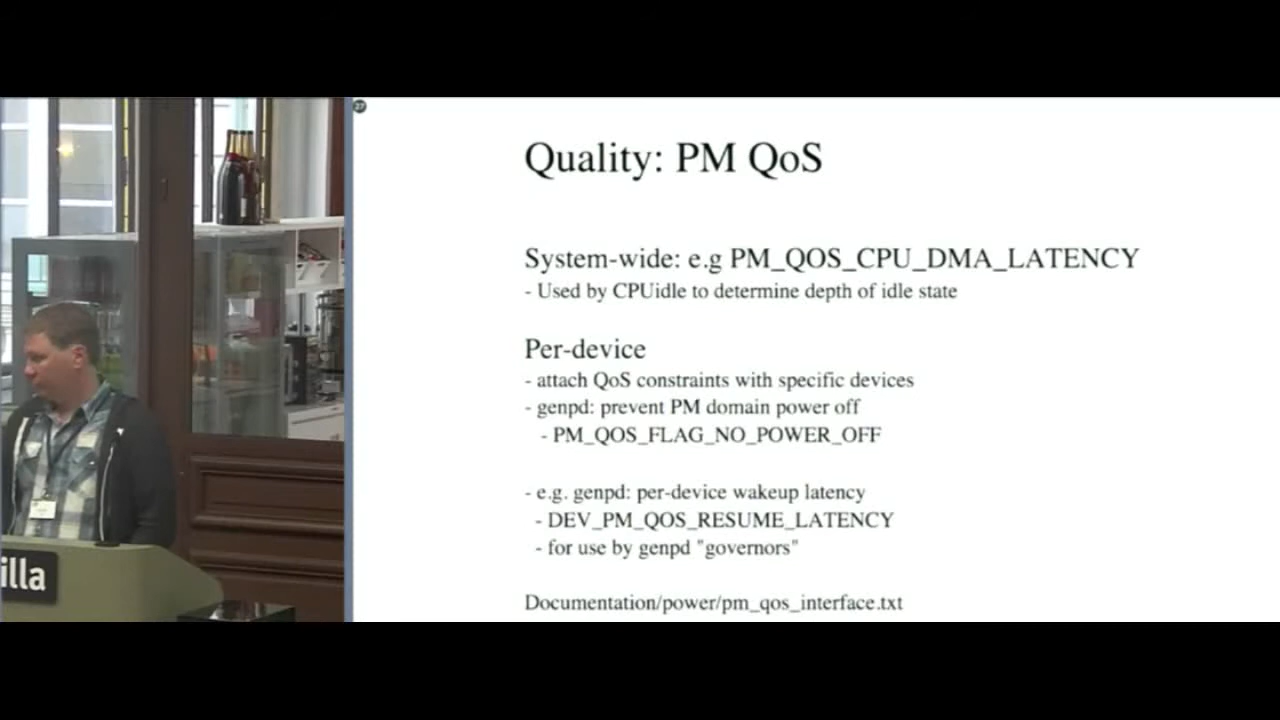 27
Quality: PM QoS
System-wide: e.g PM_QOS_CPU_DMA_LATENCY
- Used by CPUidle to determine depth of idle state
Per-device
- attach QoS constraints with specific devices
- genpd: prevent PM domain power off
- PM_QOS_FLAG_NO_POWER_OFF
- e.g. genpd: per-device wakeup latency
- DEV_PM_QOS_RESUME_LATENCY
- for use by genpd "governors"
Documentation/power/pm_qos_interface.txt
illa